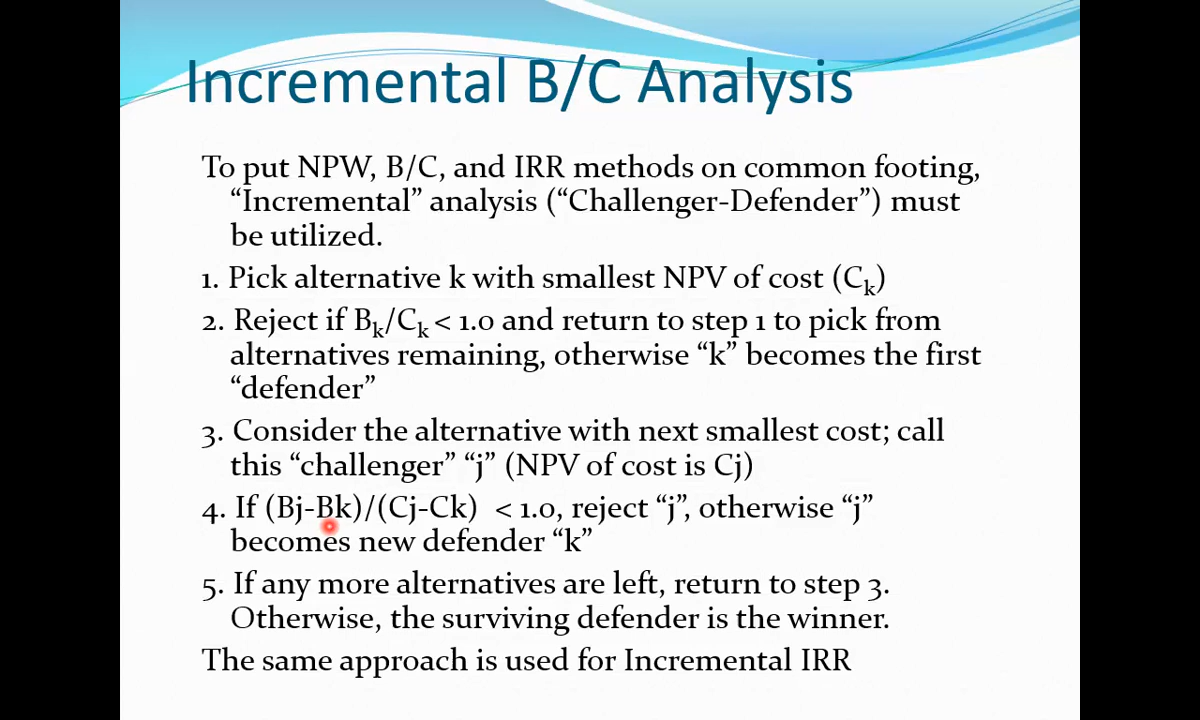 Incremental B/C Analysis
To put NPW, B/C, and IRR methods on common footing,
“Incremental” analysis (“Challenger-Defender”) must
be utilized.
1. Pick alternative k with smallest NPV of cost (Ck)
2. Reject if Bk/Ck < 1.0 and return to step 1 to pick from
alternatives remaining, otherwise “k” becomes the first
“defender”
3. Consider the alternative with next smallest cost; call
this “challenger” “j” (NPV of cost is Cj)
4. If (Bj-Bk)/(Cj-Ck) < 1.0, reject “j”, otherwise “j”
becomes new defender “k”
5. If any more alternatives are left, return to step 3.
Otherwise, the surviving defender is the winner.
The same approach is used for Incremental IRR